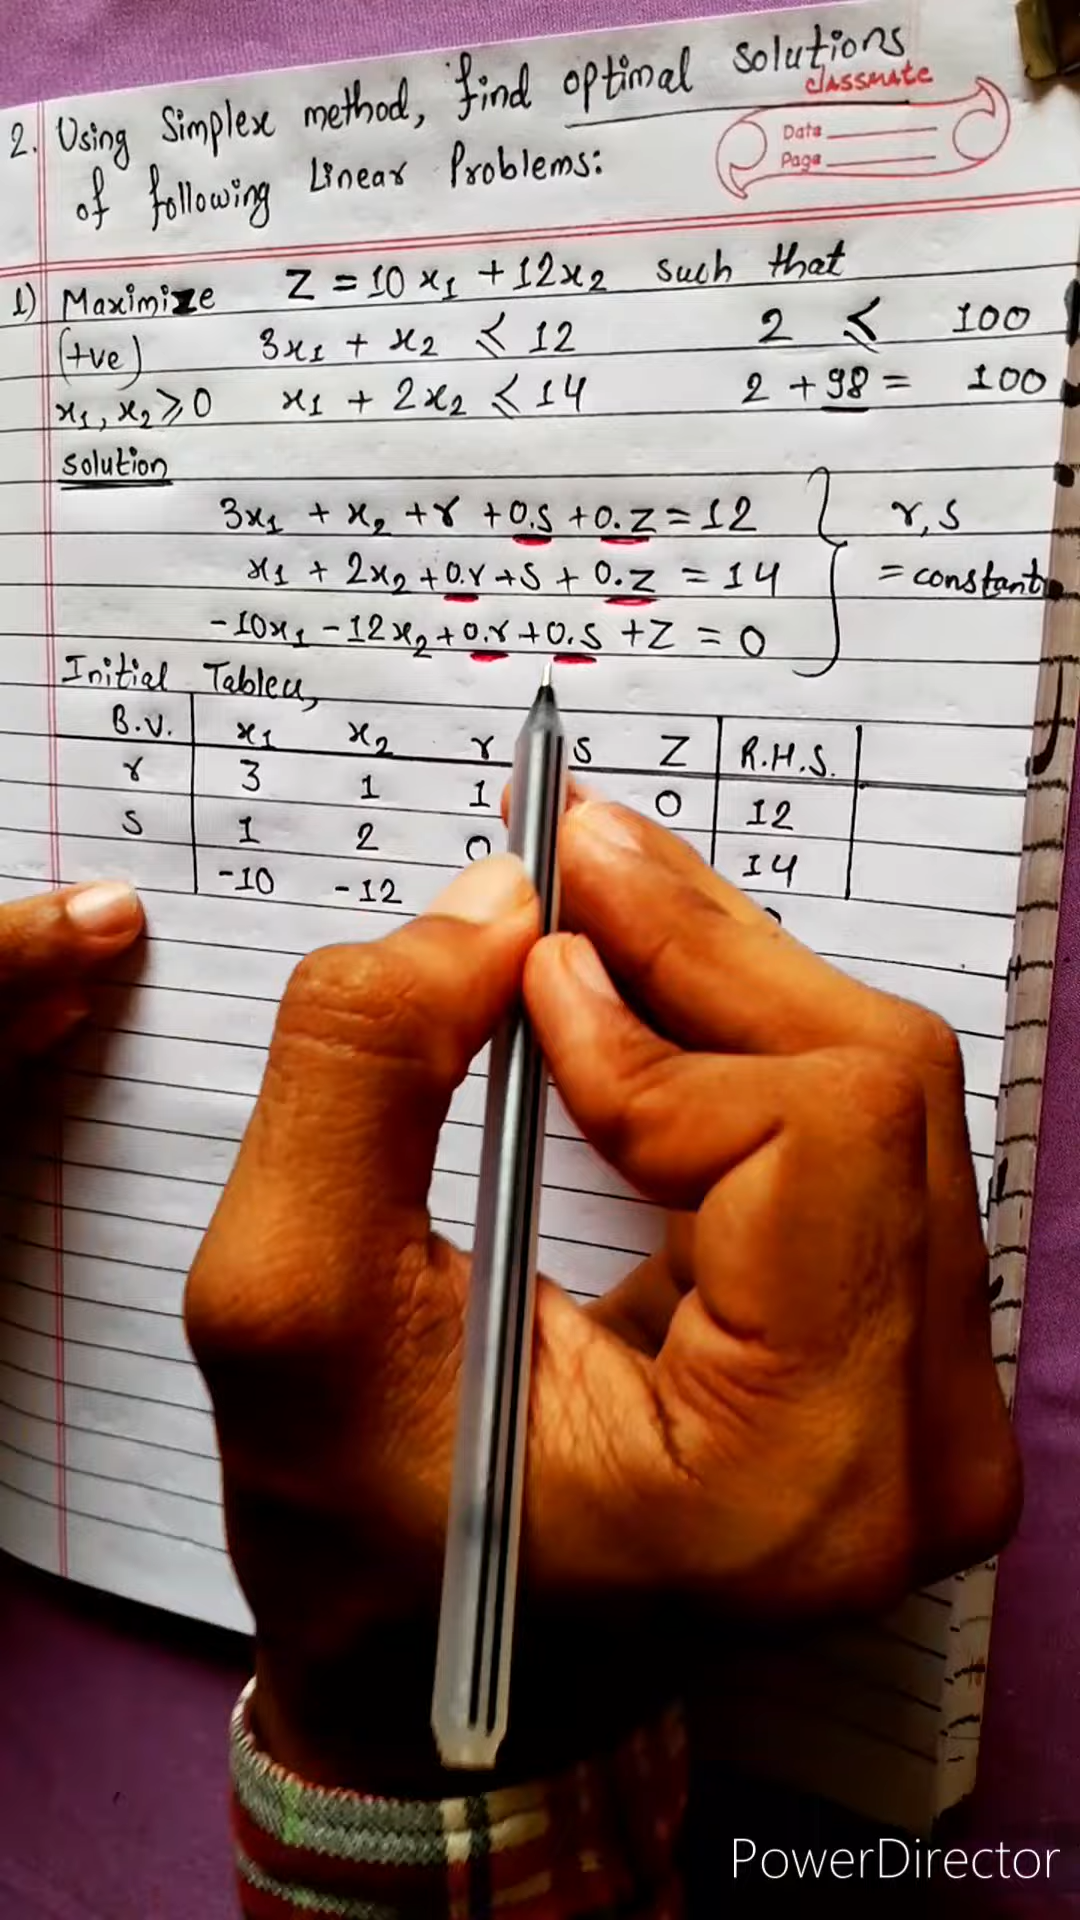 2. Using Simplex method, find optimal solutions
classmate
Date
Page
of following Linear Problems:
1) Maximize Z = 10x₁ + 12x₂ such that
(+ve) 3x₁ + x₂ ≤ 12 2 ≤ 100
x₁, x₂ ≥ 0 x₁ + 2x₂ ≤ 14 2 + 98 = 100
solution
3x₁ + x₂ + r + 0.s + 0.Z = 12 r, s
x₁ + 2x₂ + 0.r + s + 0.Z = 14 = constant
-10x₁ - 12x₂ + 0.r + 0.s + Z = 0
Initial Tableu,
B.V. x₁ x₂ r s Z R.H.S.
r 3 1 1 0 12
s 1 2 0 14
-10 -12
PowerDirector